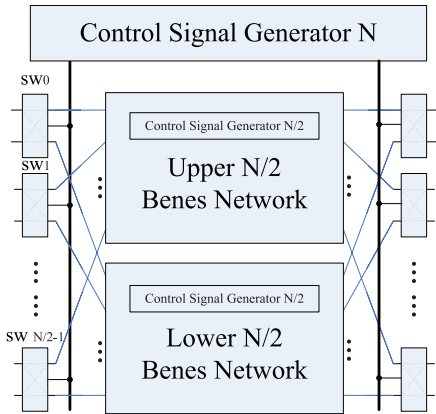 Control Signal Generator N
SW0
Control Signal Generator N/2
Upper N/2
Benes Network
SW1
Control Signal Generator N/2
Lower N/2
Benes Network
SW N/2-1